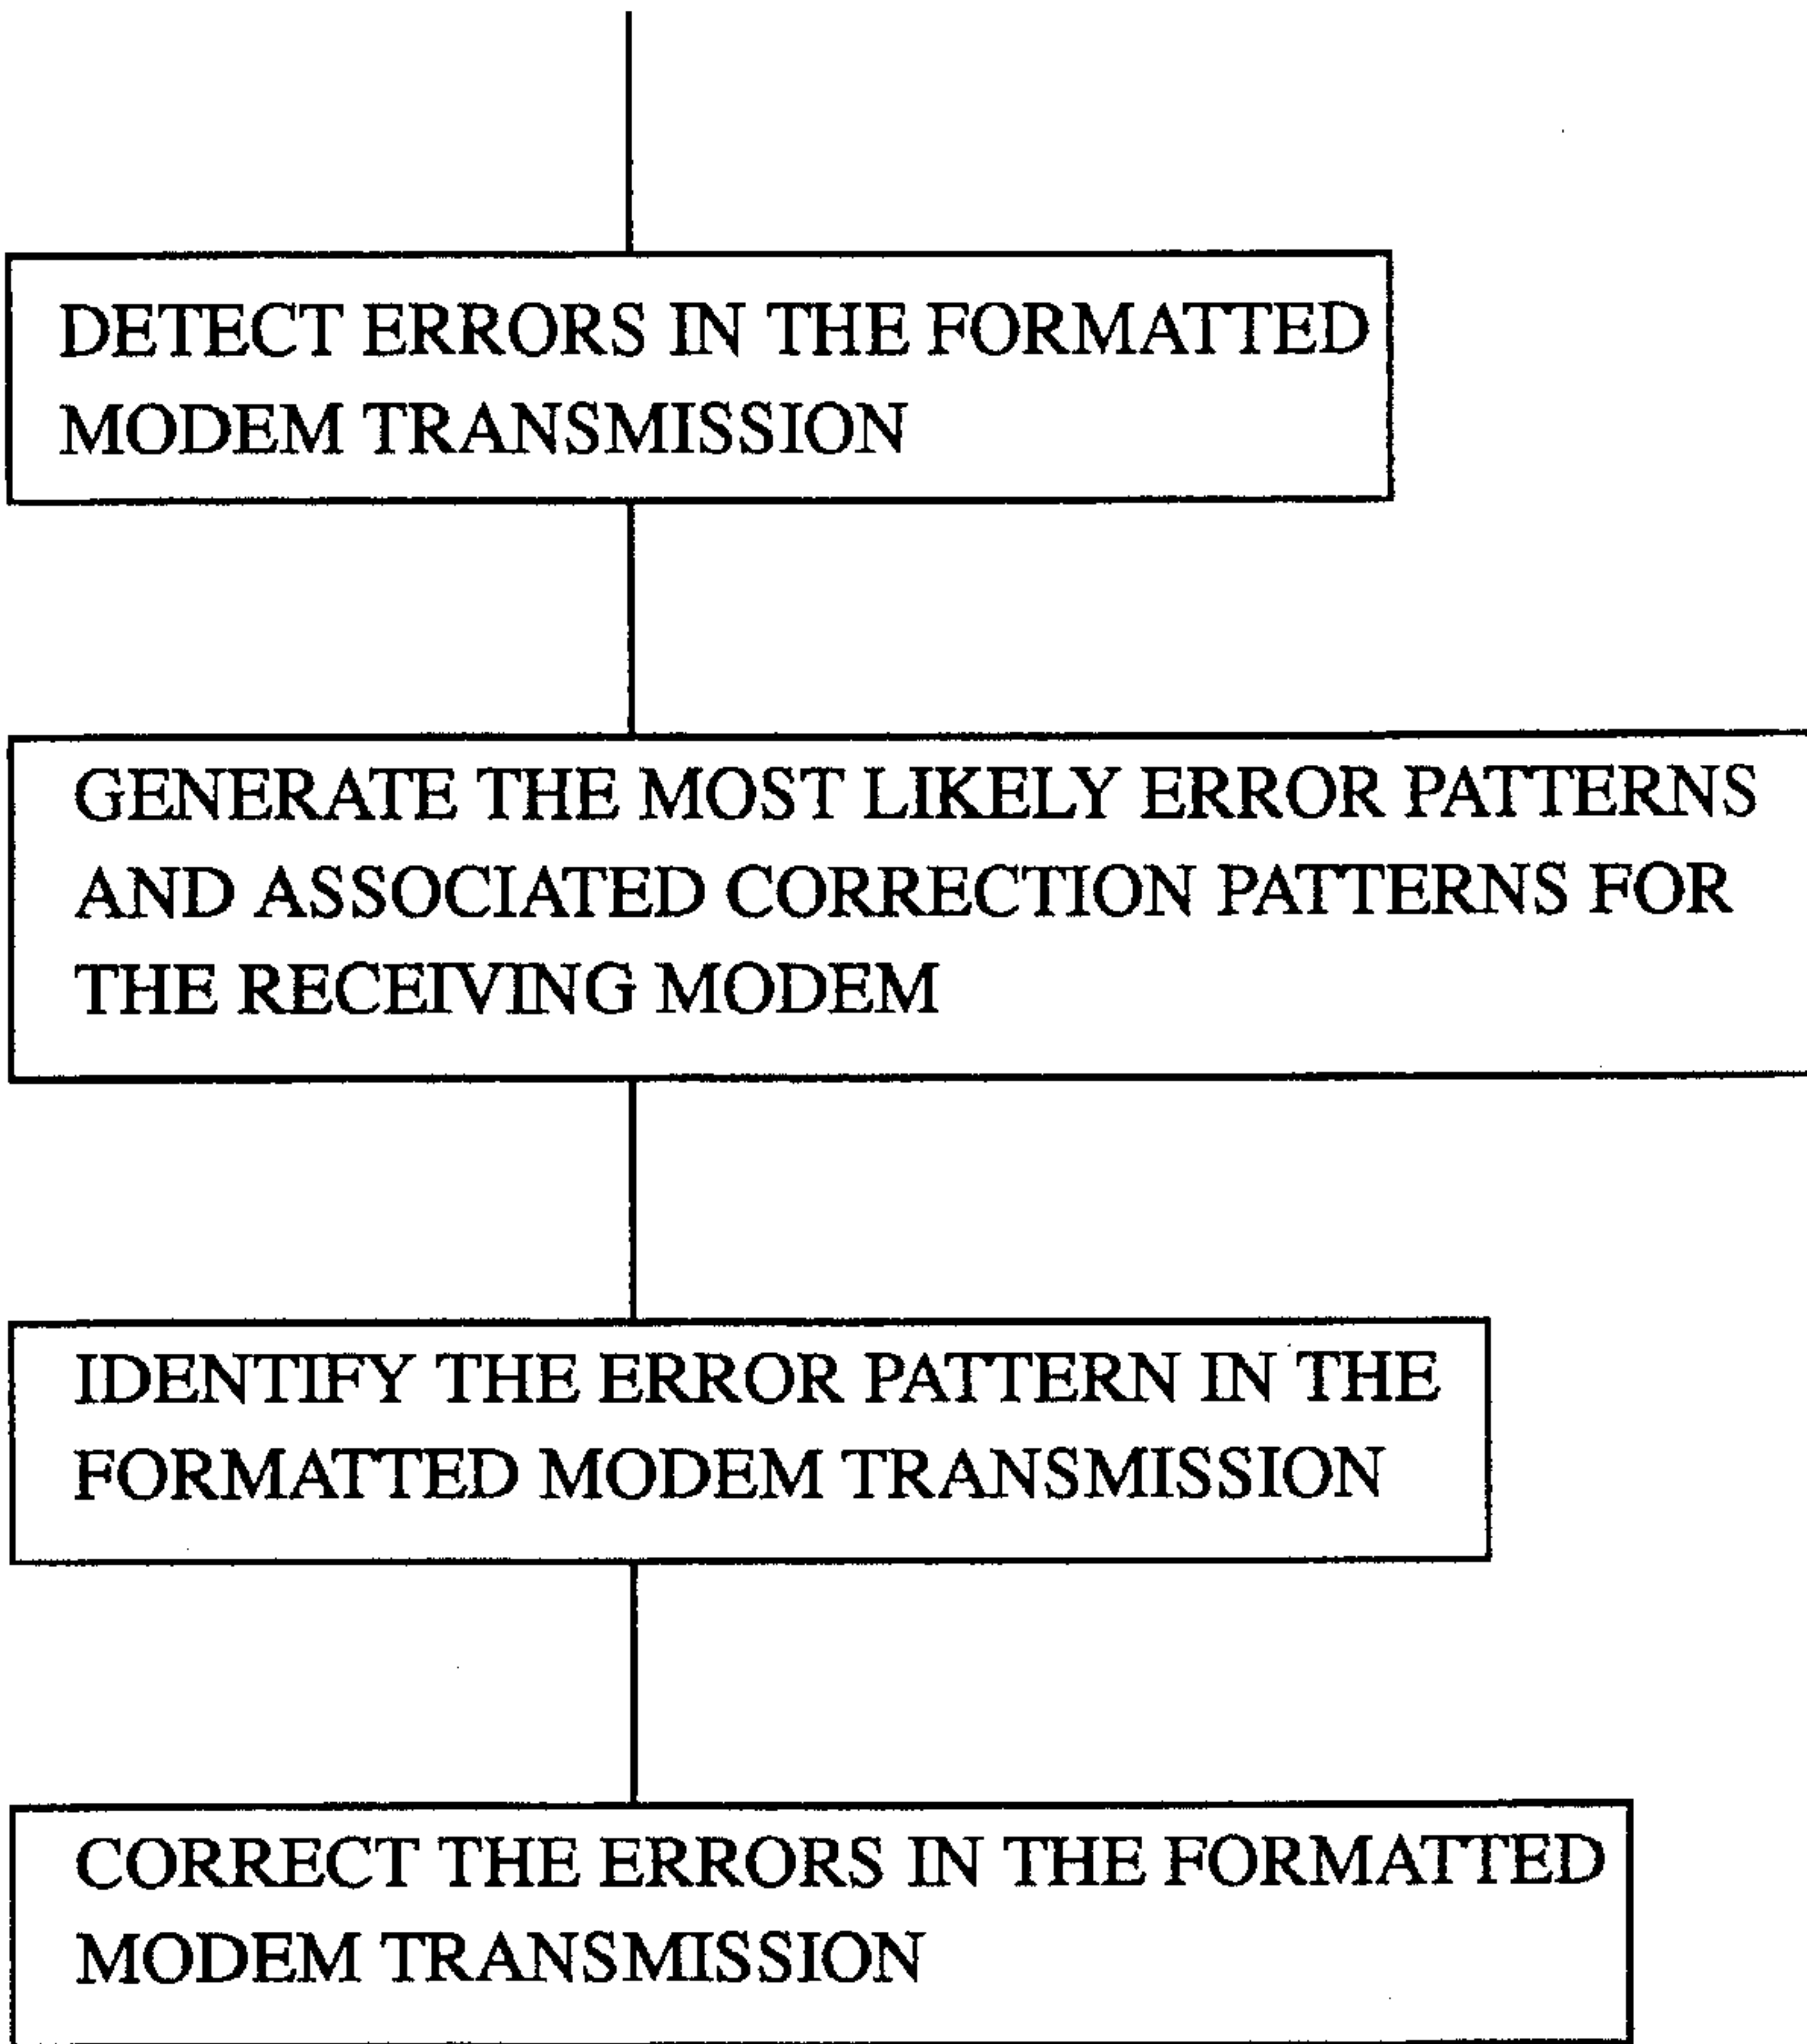 DETECT ERRORS IN THE FORMATTED
MODEM TRANSMISSION
GENERATE THE MOST LIKELY ERROR PATTERNS
AND ASSOCIATED CORRECTION PATTERNS FOR
THE RECEIVING MODEM
IDENTIFY THE ERROR PATTERN IN THE
FORMATTED MODEM TRANSMISSION
CORRECT THE ERRORS IN THE FORMATTED
MODEM TRANSMISSION